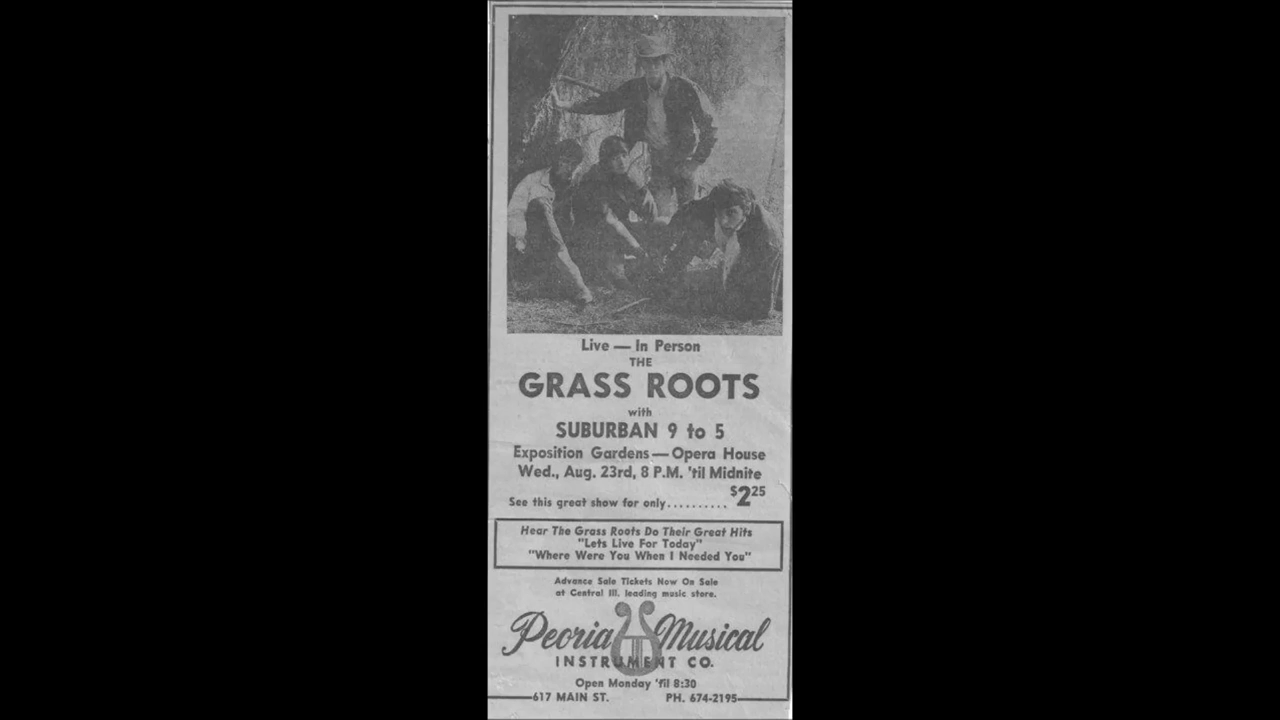 Live — In Person
THE
GRASS ROOTS
with
SUBURBAN 9 to 5
Exposition Gardens — Opera House
Wed., Aug. 23rd, 8 P.M. 'til Midnite
See this great show for only.......... $2.25
Hear The Grass Roots Do Their Great Hits
"Lets Live For Today"
"Where Were You When I Needed You"
Advance Sale Tickets Now On Sale
at Central Ill. leading music store.
Peoria Musical
INSTRUMENT CO.
Open Monday 'til 8:30
617 MAIN ST. PH. 674-2195